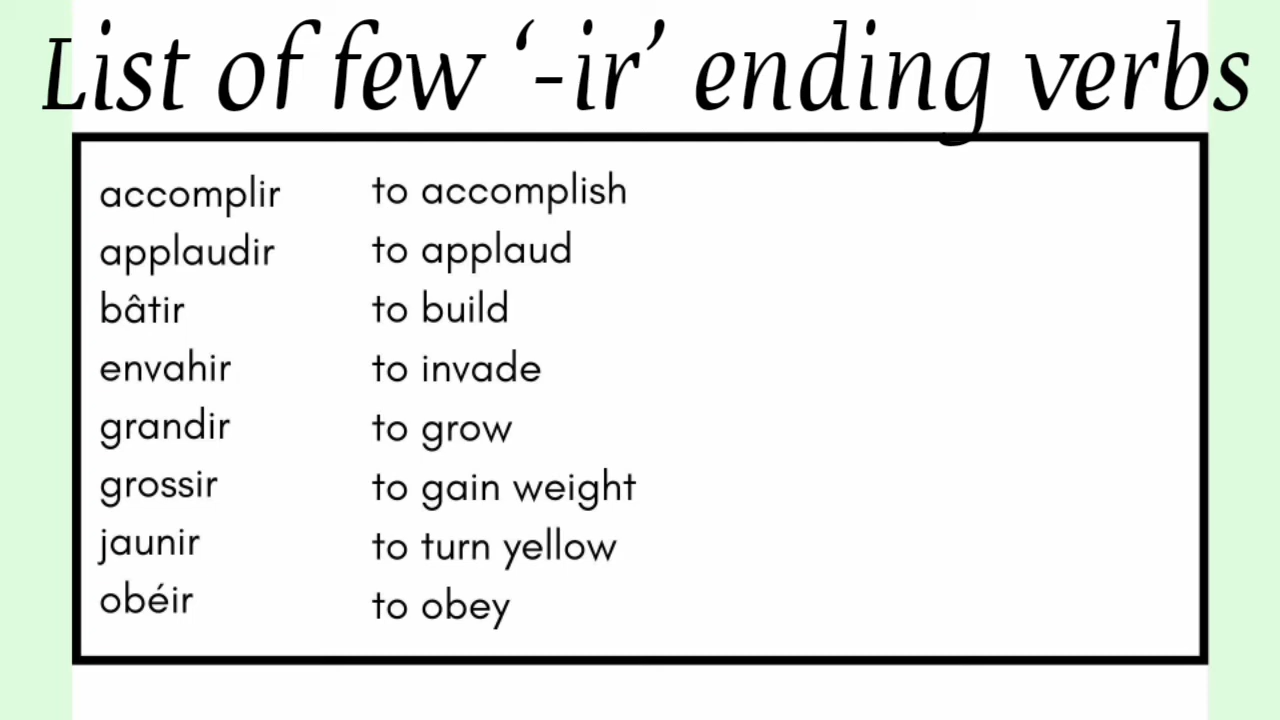 List of few ‘-ir’ ending verbs
accomplir to accomplish
applaudir to applaud
bâtir to build
envahir to invade
grandir to grow
grossir to gain weight
jaunir to turn yellow
obéir to obey